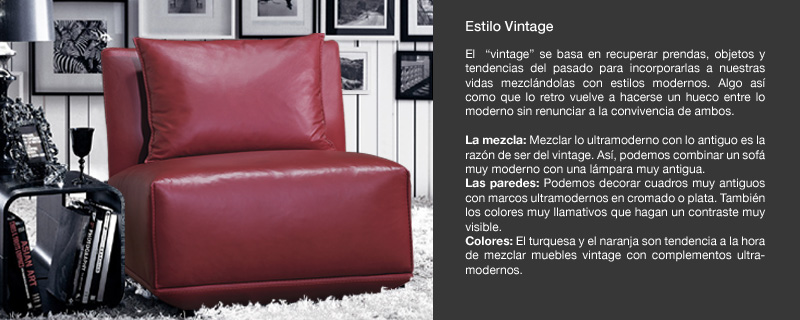 Estilo Vintage
El “vintage” se basa en recuperar prendas, objetos y
tendencias del pasado para incorporarlas a nuestras
vidas mezclándolas con estilos modernos. Algo así
como que lo retro vuelve a hacerse un hueco entre lo
moderno sin renunciar a la convivencia de ambos.
La mezcla: Mezclar lo ultramoderno con lo antiguo es la
razón de ser del vintage. Así, podemos combinar un sofá
muy moderno con una lámpara muy antigua.
Las paredes: Podemos decorar cuadros muy antiguos
con marcos ultramodernos en cromado o plata. También
los colores muy llamativos que hagan un contraste muy
visible.
Colores: El turquesa y el naranja son tendencia a la hora
de mezclar muebles vintage con complementos ultra-
modernos.
ASIAN ART